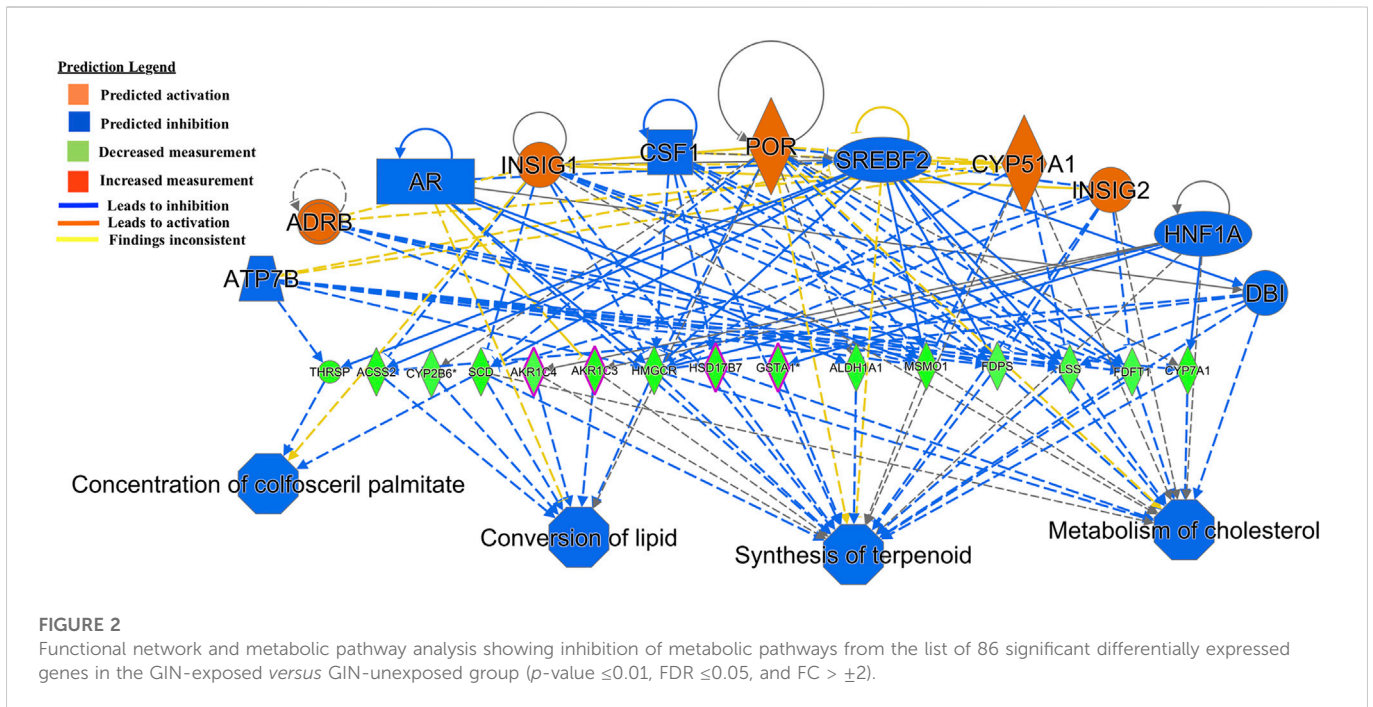 Prediction Legend
Predicted activation
Predicted inhibition
Decreased measurement
Increased measurement
Leads to inhibition
Leads to activation
Findings inconsistent
AR
INSIG1
CSF1
POR
SREBF2
CYP51A1
INSIG2
ADRB
HNF1A
ATP7B
DBI
THRSP
ACSS2
CYP2B6*
SCD
AKR1C4
AKR1C3
HMGCR
HSD17B7
GSTA1*
ALDH1A1
MSMO1
FDPS
LSS
FDFT1
CYP7A1
Concentration of colfosceril palmitate
Conversion of lipid
Synthesis of terpenoid
Metabolism of cholesterol
FIGURE 2
Functional network and metabolic pathway analysis showing inhibition of metabolic pathways from the list of 86 significant differentially expressed
genes in the GIN-exposed versus GIN-unexposed group (p-value ≤0.01, FDR ≤0.05, and FC > ±2).